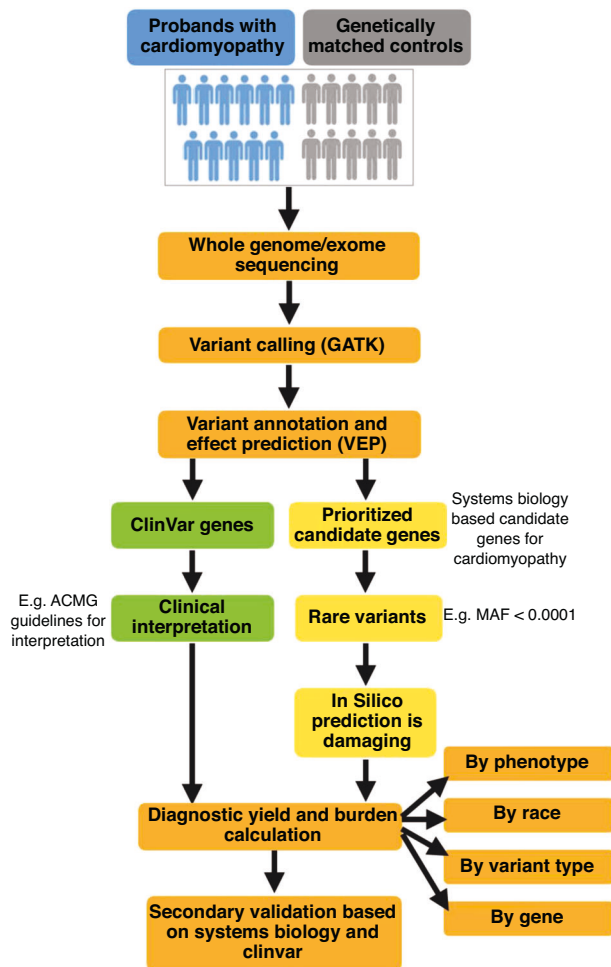 Probands with
cardiomyopathy
Genetically
matched controls
Whole genome/exome
sequencing
Variant calling (GATK)
Variant annotation and
effect prediction (VEP)
ClinVar genes
Prioritized
candidate genes
Systems biology
based candidate
genes for
cardiomyopathy
E.g. ACMG
guidelines for
interpretation
Clinical
interpretation
Rare variants
E.g. MAF < 0.0001
In Silico
prediction is
damaging
Diagnostic yield and burden
calculation
By phenotype
By race
By variant type
By gene
Secondary validation based
on systems biology and
clinvar